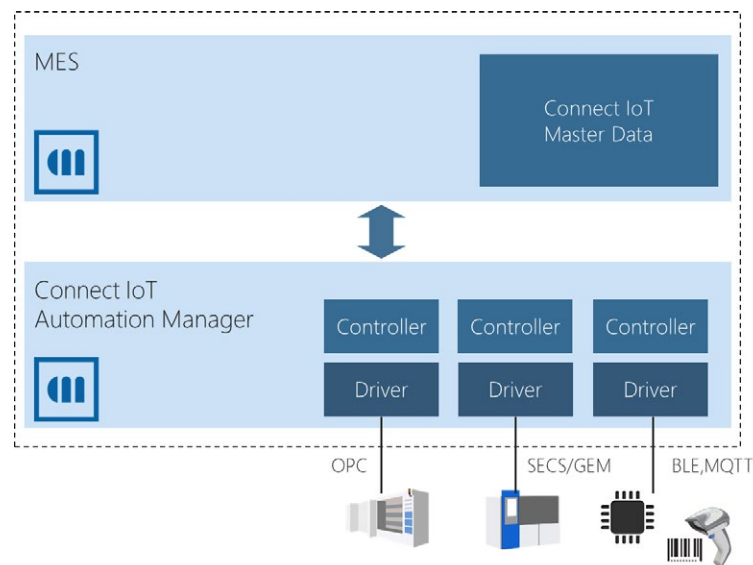 MES
Connect IoT
Master Data
Connect IoT
Automation Manager
Controller
Controller
Controller
Driver
Driver
Driver
OPC
SECS/GEM
BLE,MQTT